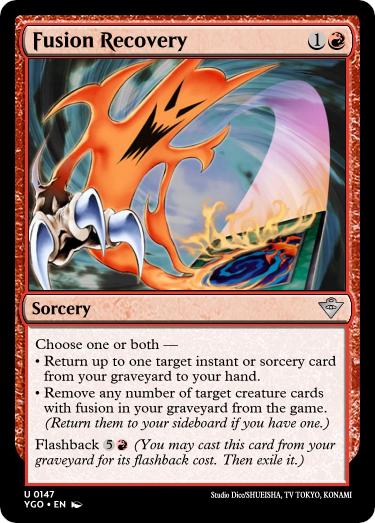 Fusion Recovery 1
Sorcery
Choose one or both —
• Return up to one target instant or sorcery card
from your graveyard to your hand.
• Remove any number of target creature cards
with fusion in your graveyard from the game.
(Return them to your sideboard if you have one.)
Flashback 5 (You may cast this card from your
graveyard for its flashback cost. Then exile it.)
U 0147
YGO • EN
Studio Dice/SHUEISHA, TV TOKYO, KONAMI